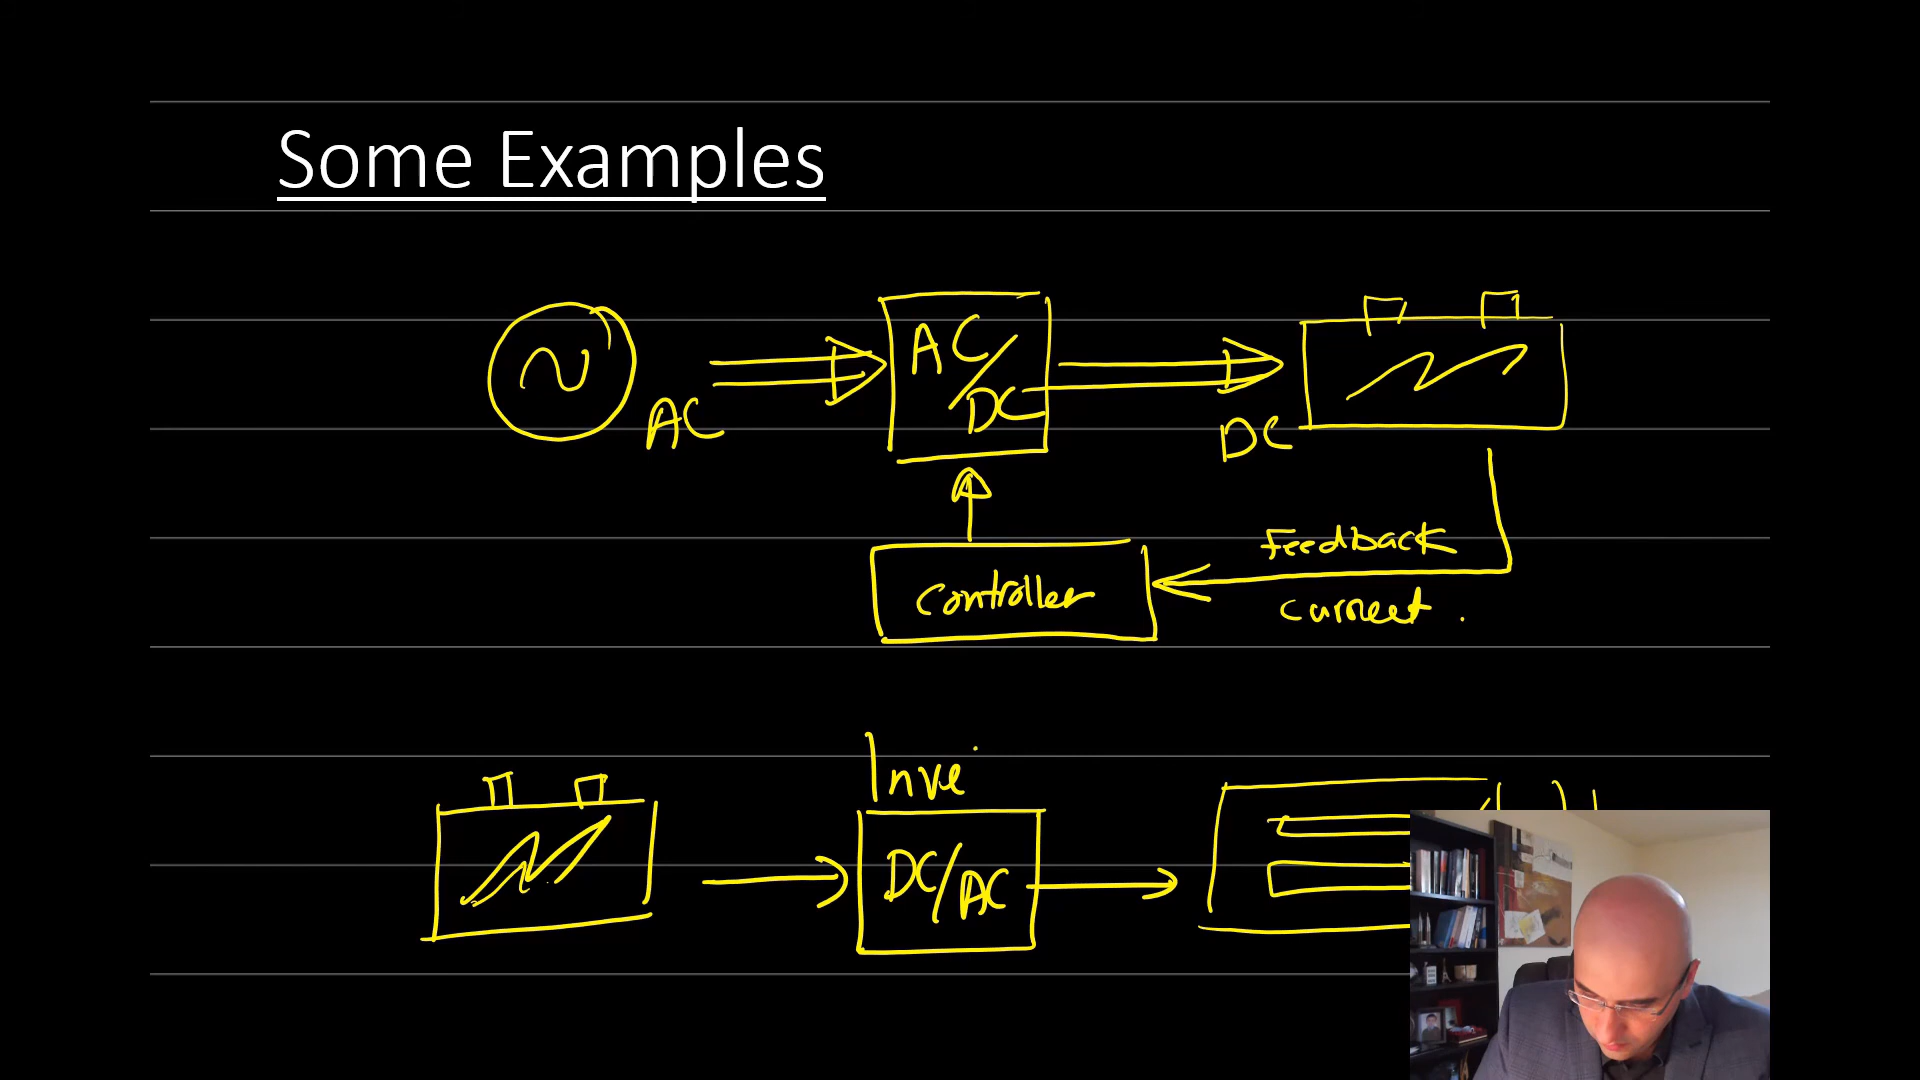 Some Examples
AC/DC
AC
DC
Feedback
Controller
current.
Inve
DC/AC